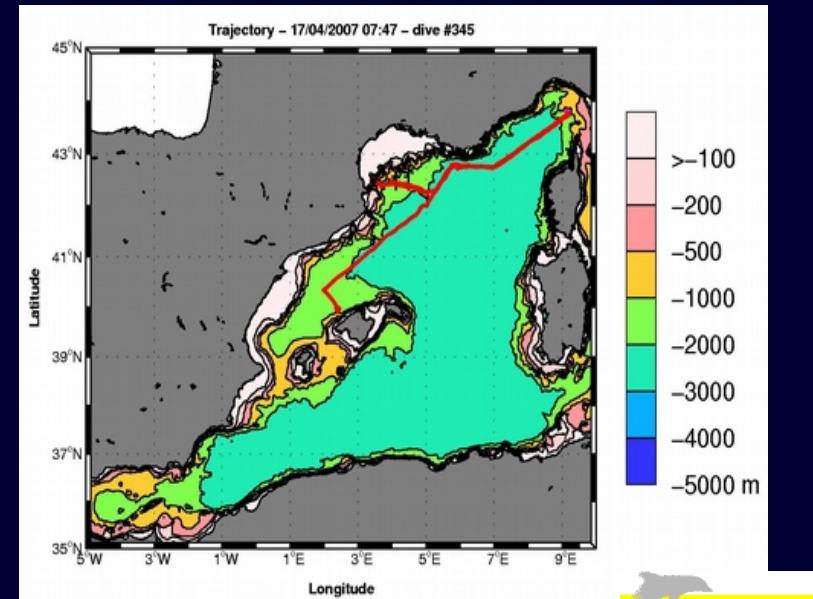 Trajectory – 17/04/2007 07:47 – dive #345
45°N
43°N
41°N
39°N
37°N
35°N
Latitude
5°W 3°W 1°W 1°E 3°E 5°E 7°E 9°E
Longitude
>-100
-200
-500
-1000
-2000
-3000
-4000
-5000 m